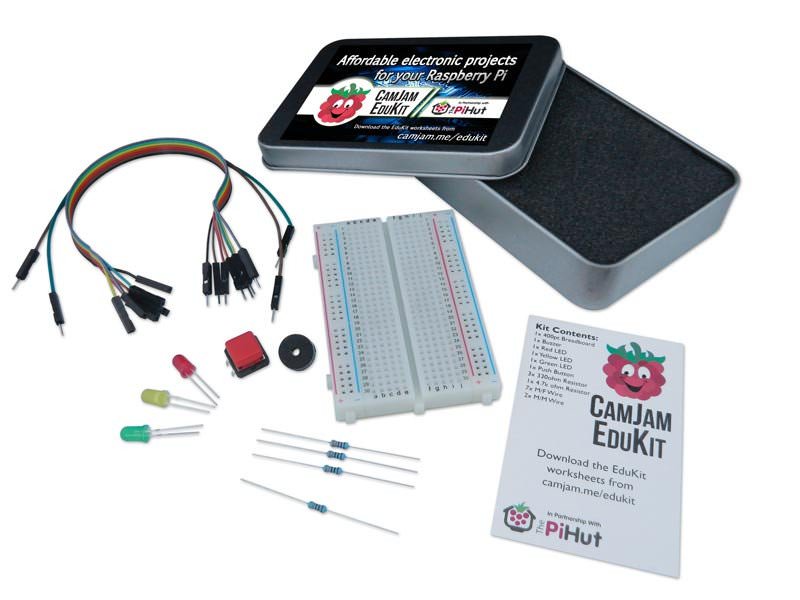 Affordable electronic projects
for your Raspberry Pi
CAMJAM
EDUKIT
In Partnership with
The PiHut
Download the EduKit worksheets from
camjam.me/edukit
a b c d e f g h i j
a b c d e f g h i j
Kit Contents:
1x 400pt Breadboard
1x Buzzer
1x Red LED
1x Yellow LED
1x Green LED
1x Push Button
3x 330ohm Resistor
1x 4.7k ohm Resistor
7x M/F Wire
2x M/M Wire
CAMJAM
EDUKIT
Download the EduKit
worksheets from
camjam.me/edukit
In Partnership With
The PiHut